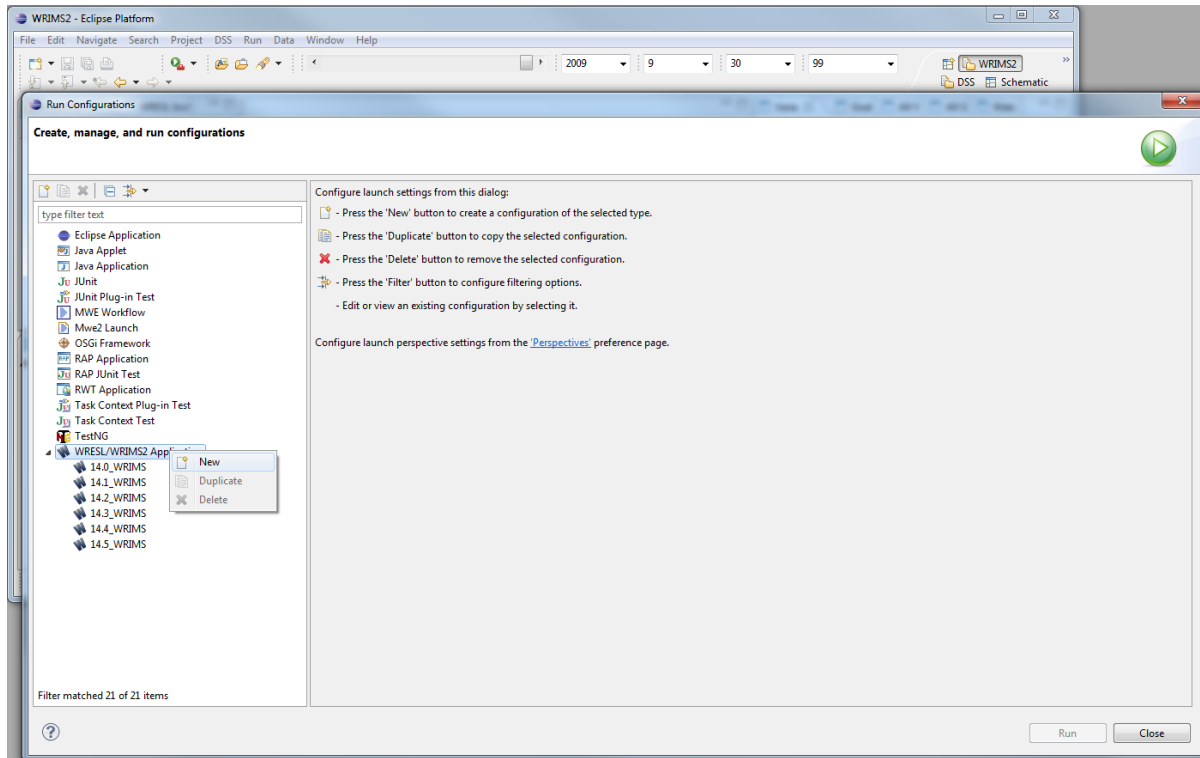 WRIMS2 - Eclipse Platform
File Edit Navigate Search Project DSS Run Data Window Help
2009 9 30 99 WRIMS2 »
DSS Schematic
Run Configurations
Create, manage, and run configurations
type filter text
Eclipse Application
Java Applet
Java Application
JUnit
JUnit Plug-in Test
MWE Workflow
Mwe2 Launch
OSGi Framework
RAP Application
RAP JUnit Test
RWT Application
Task Context Plug-in Test
Task Context Test
TestNG
WRESL/WRIMS2
14.0_WRIMS
14.1_WRIMS
14.2_WRIMS
14.3_WRIMS
14.4_WRIMS
14.5_WRIMS
New
Duplicate
Delete
Filter matched 21 of 21 items
Configure launch settings from this dialog:
- Press the 'New' button to create a configuration of the selected type.
- Press the 'Duplicate' button to copy the selected configuration.
- Press the 'Delete' button to remove the selected configuration.
- Press the 'Filter' button to configure filtering options.
- Edit or view an existing configuration by selecting it.
Configure launch perspective settings from the 'Perspectives' preference page.
Run Close